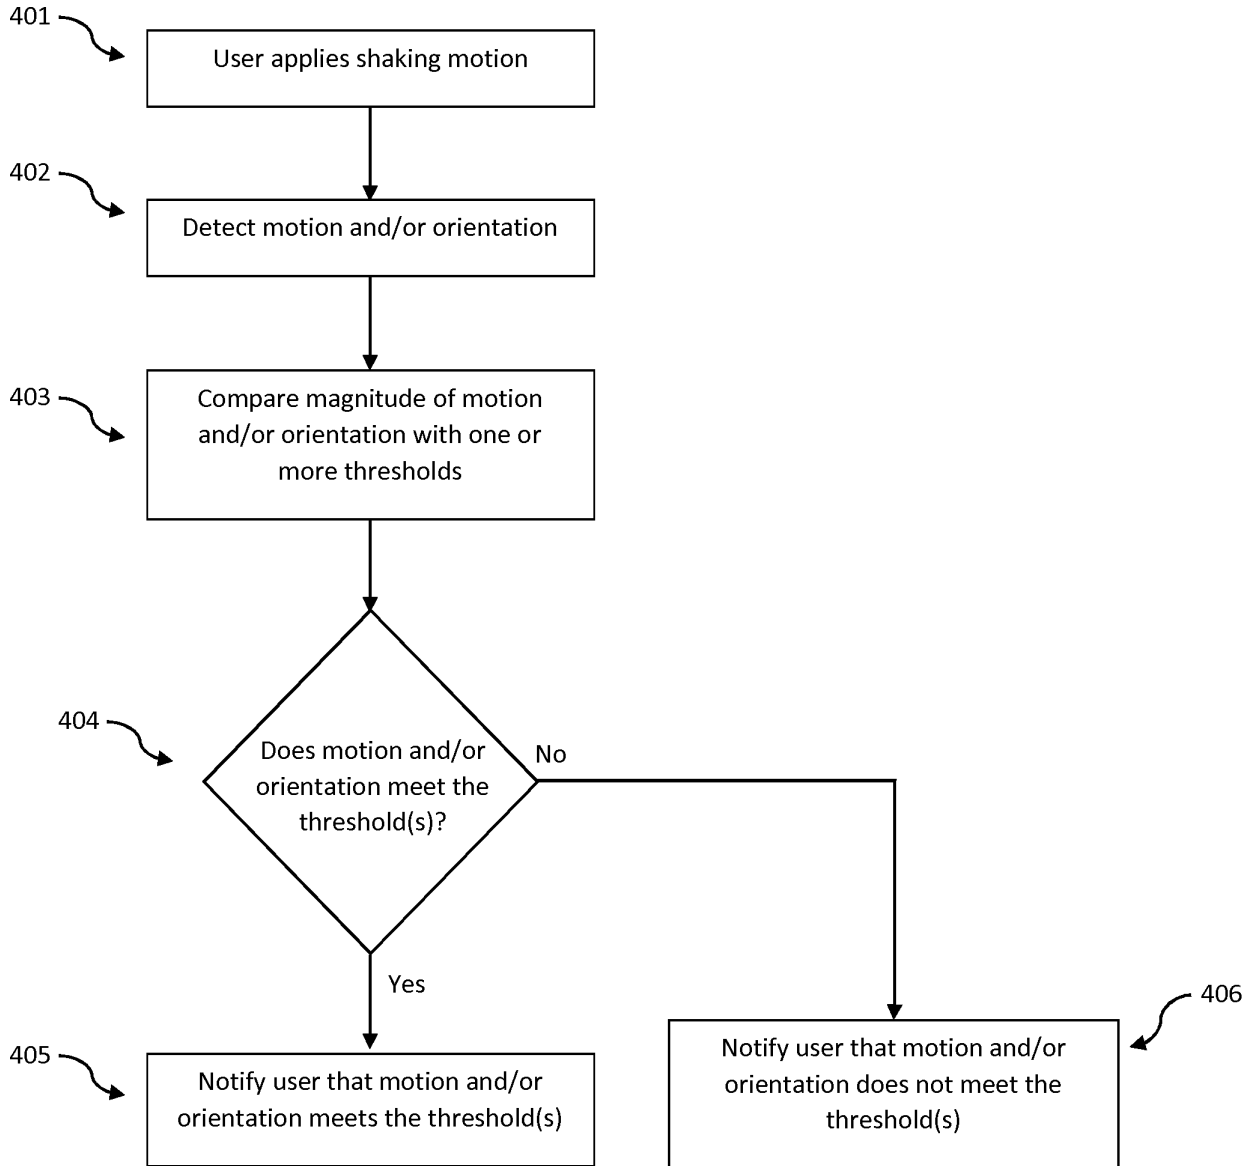 401
User applies shaking motion
402
Detect motion and/or orientation
403
Compare magnitude of motion
and/or orientation with one or
more thresholds
404
Does motion and/or
orientation meet the
threshold(s)?
No
Yes
405
Notify user that motion and/or
orientation meets the threshold(s)
406
Notify user that motion and/or
orientation does not meet the
threshold(s)